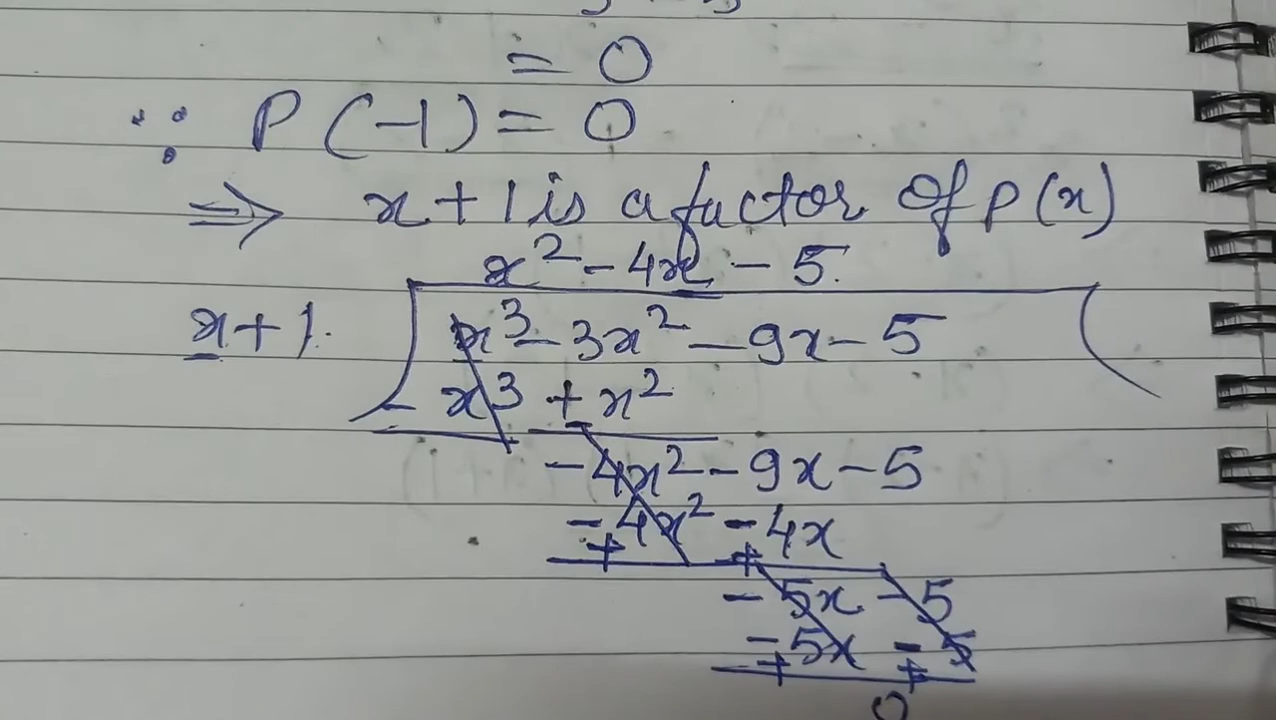 = 0
∵ P(-1) = 0
⇒ x+1 is a factor of P(x)
x² - 4x - 5
x+1 x³ - 3x² - 9x - 5
- x³ + x²
-
-4x² - 9x - 5
-4x² - 4x
+ +
-5x - 5
-5x - 5
+ +
0